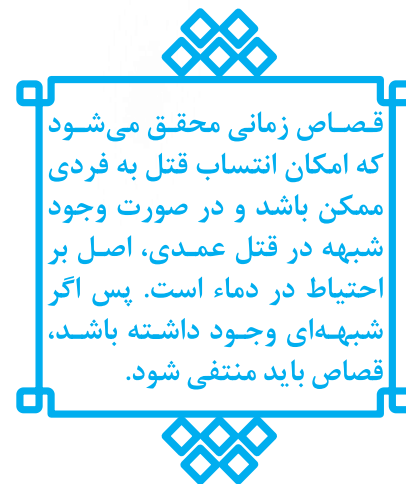 قصاص زمانی محقق می‌شود
که امکان انتساب قتل به فردی
ممکن باشد و در صورت وجود
شبهه در قتل عمدی، اصل بر
احتیاط در دماء است. پس اگر
شبهه‌ای وجود داشته باشد،
قصاص باید منتفی شود.